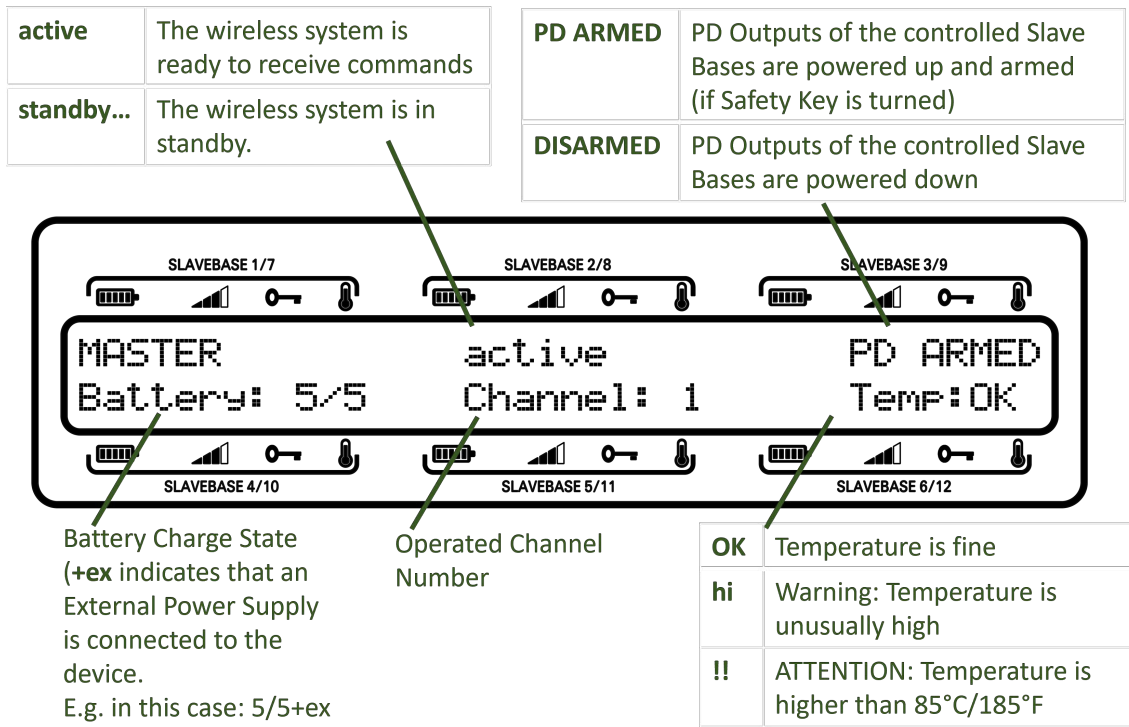 active The wireless system is
ready to receive commands
standby... The wireless system is in
standby.
PD ARMED PD Outputs of the controlled Slave
Bases are powered up and armed
(if Safety Key is turned)
DISARMED PD Outputs of the controlled Slave
Bases are powered down
SLAVEBASE 1/7 SLAVEBASE 2/8 SLAVEBASE 3/9
MASTER active PD ARMED
Battery: 5/5 Channel: 1 Temp:OK
SLAVEBASE 4/10 SLAVEBASE 5/11 SLAVEBASE 6/12
Battery Charge State
(+ex indicates that an
External Power Supply
is connected to the
device.
E.g. in this case: 5/5+ex
Operated Channel
Number
OK Temperature is fine
hi Warning: Temperature is
unusually high
!! ATTENTION: Temperature is
higher than 85°C/185°F